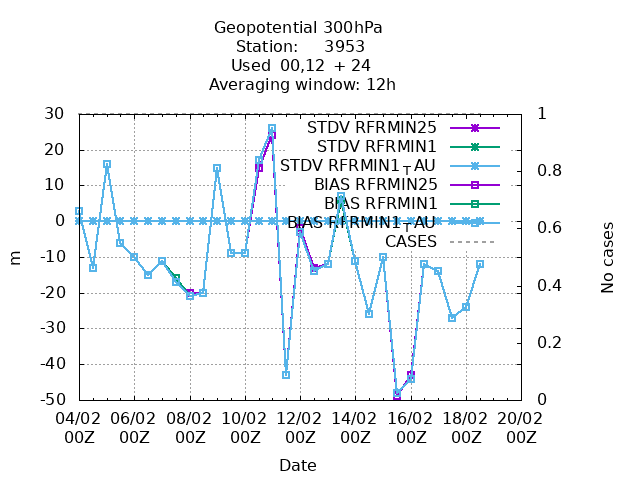 Geopotential 300hPa
Station: 3953
Used 00,12 + 24
Averaging window: 12h
30 1
STDV RFRMIN25
20
STDV RFRMIN1
STDV RFRMIN1TAU
0.8
10
BIAS RFRMIN25
BIAS RFRMIN1
0
BIAS RFRMIN1TAU
0.6
CASES
-10
m
No cases
-20
0.4
-30
0.2
-40
-50 0
04/02 06/02 08/02 10/02 12/02 14/02 16/02 18/02 20/02
00Z 00Z 00Z 00Z 00Z 00Z 00Z 00Z 00Z
Date